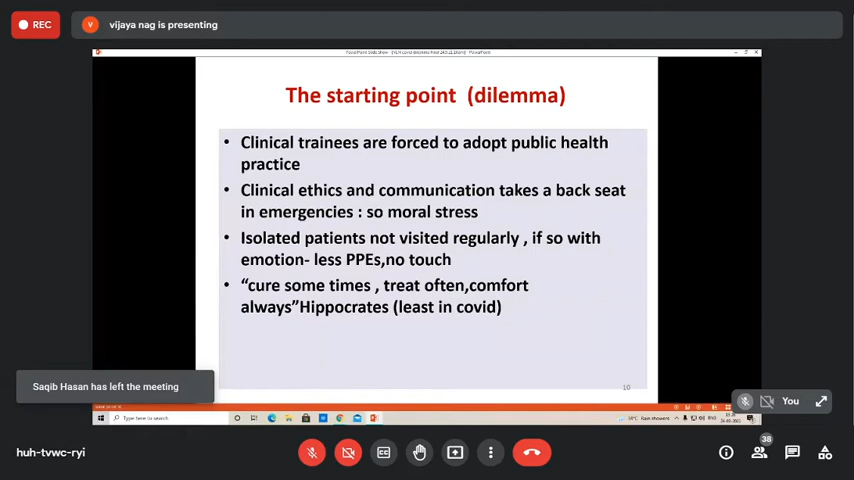 REC
V vijaya nag is presenting
The starting point (dilemma)
• Clinical trainees are forced to adopt public health
practice
• Clinical ethics and communication takes a back seat
in emergencies : so moral stress
• Isolated patients not visited regularly , if so with
emotion- less PPEs,no touch
• “cure some times , treat often,comfort
always”Hippocrates (least in covid)
10
Saqib Hasan has left the meeting
You
Type here to search
Rain showers
huh-tvwc-ryi
CC
38